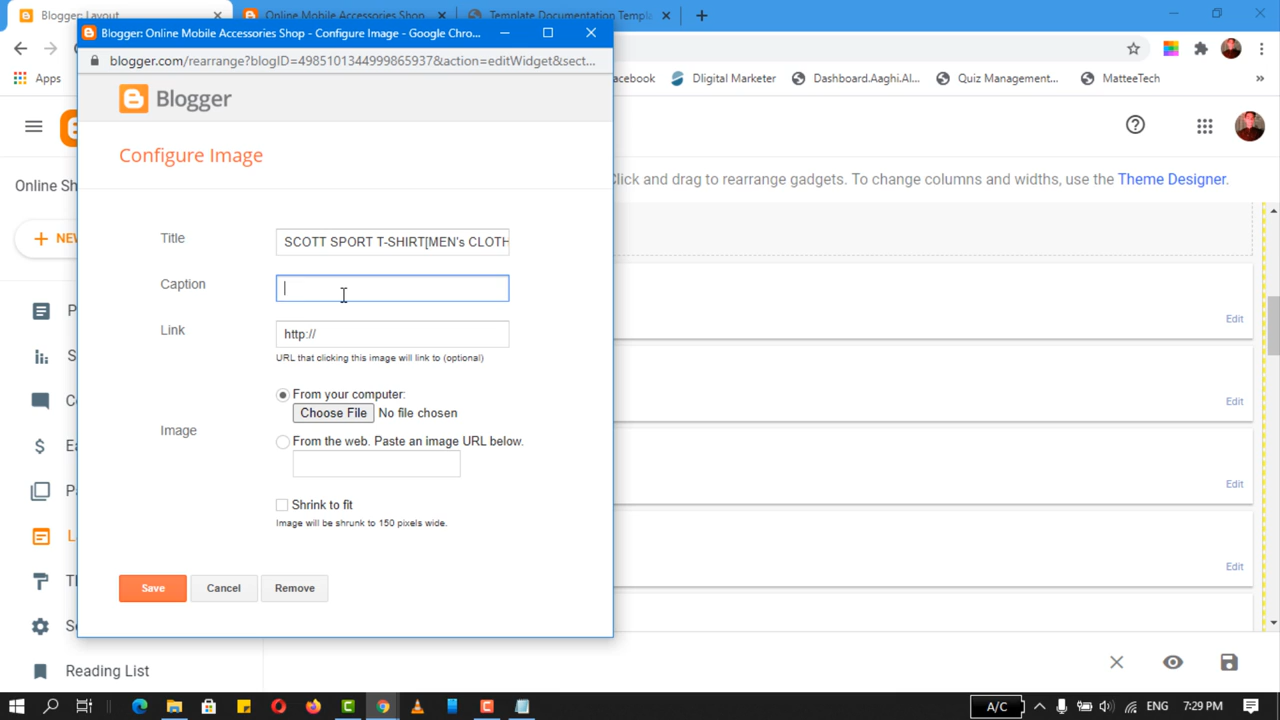 Blogger: Layout
Online Mobile Accessories Shop
Template Documentation Templ
Blogger: Online Mobile Accessories Shop - Configure Image - Google Chro...
blogger.com/rearrange?blogID=4985101344999865937&action=editWidget&sect...
Apps
acebook
DIigital Marketer
Dashboard.Aaghi.Al...
Quiz Management...
MatteeTech
Blogger
Configure Image
Online Sh
Click and drag to rearrange gadgets. To change columns and widths, use the Theme Designer.
NEW
Title
SCOTT SPORT T-SHIRT[MEN's CLOTH
Caption
Link
http://
URL that clicking this image will link to (optional)
Edit
Edit
Edit
Edit
Image
From your computer:
Choose File No file chosen
From the web. Paste an image URL below.
Shrink to fit
Image will be shrunk to 150 pixels wide.
Save
Cancel
Remove
Reading List
A/C
ENG
7:29 PM